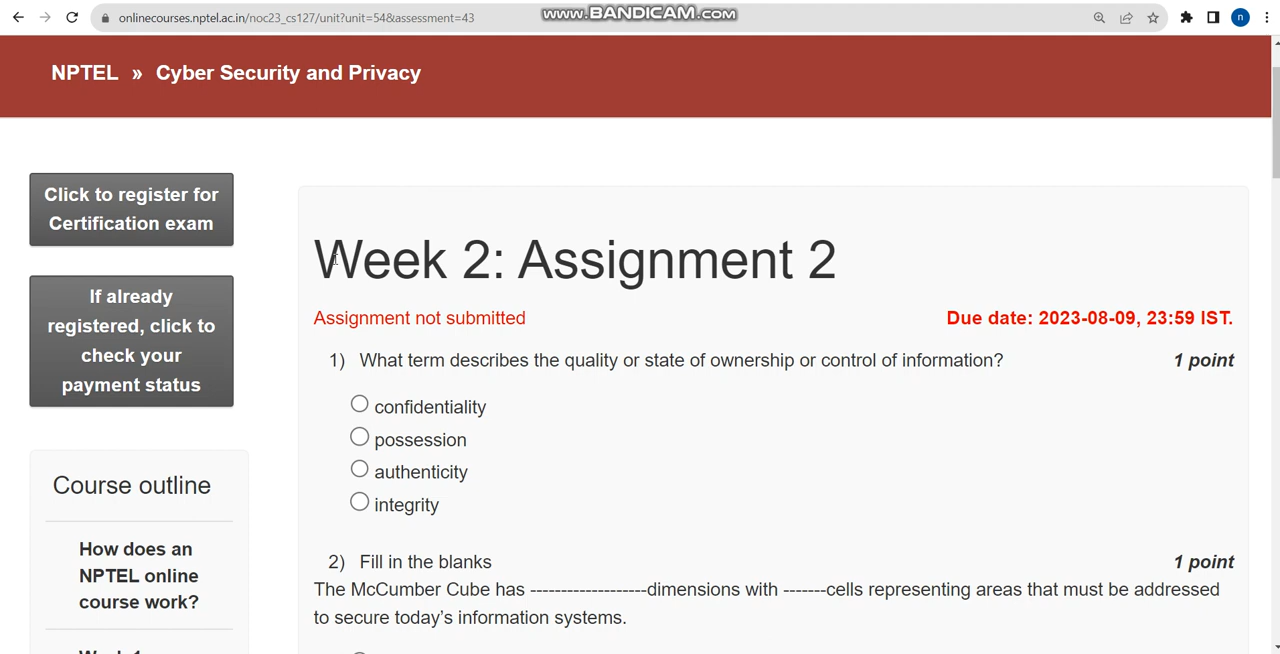 onlinecourses.nptel.ac.in/noc23_cs127/unit?unit=54&assessment=43
www.BANDICAM.com
n
NPTEL » Cyber Security and Privacy
Click to register for
Certification exam
If already
registered, click to
check your
payment status
Course outline
How does an
NPTEL online
course work?
Week 2: Assignment 2
Assignment not submitted
Due date: 2023-08-09, 23:59 IST.
1) What term describes the quality or state of ownership or control of information? 1 point
confidentiality
possession
authenticity
integrity
2) Fill in the blanks 1 point
The McCumber Cube has -------------------dimensions with -------cells representing areas that must be addressed
to secure today’s information systems.